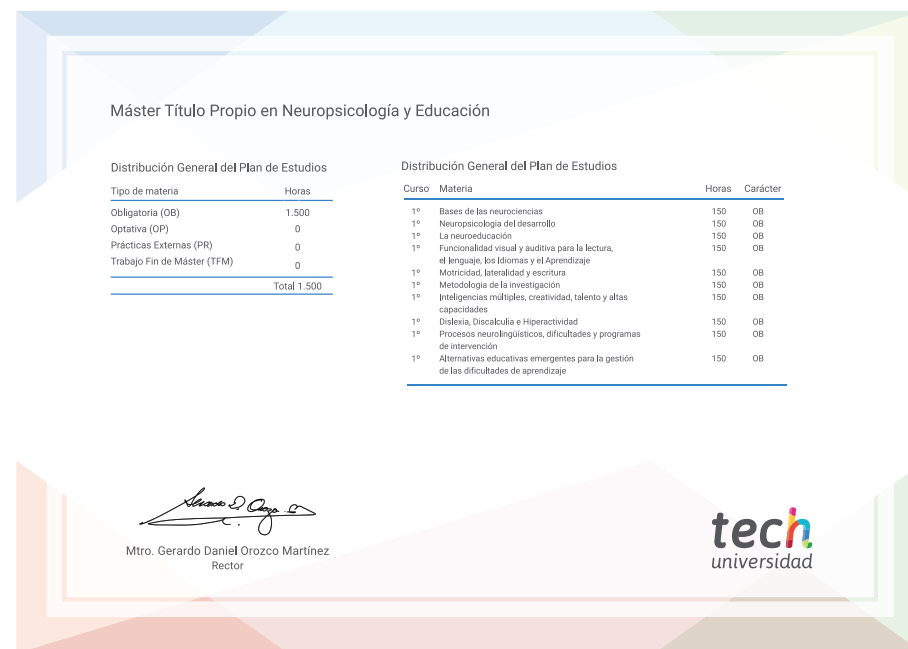 Máster Título Propio en Neuropsicología y Educación
Distribución General del Plan de Estudios
Tipo de materia Horas
Obligatoria (OB) 1.500
Optativa (OP) 0
Prácticas Externas (PR) 0
Trabajo Fin de Máster (TFM) 0
Total 1.500
Distribución General del Plan de Estudios
Curso Materia Horas Carácter
1º Bases de las neurociencias 150 OB
1º Neuropsicologia del desarrollo 150 OB
1º La neuroeducación 150 OB
1º Funcionalidad visual y auditiva para la lectura, 150 OB
el lenguaje, los Idiomas y el Aprendizaje
1º Motricidad, lateralidad y escritura 150 OB
1º Metodologia de la investigación 150 OB
1º Inteligencias múltiples, creatividad, talento y altas 150 OB
capacidades
1º Dislexia, Discalculia e Hiperactividad 150 OB
1º Procesos neurolingüísticos, dificultades y programas 150 OB
de intervención
1º Alternativas educativas emergentes para la gestión 150 OB
de las dificultades de aprendizaje
Mtro. Gerardo Daniel Orozco Martínez
Rector
tech
universidad